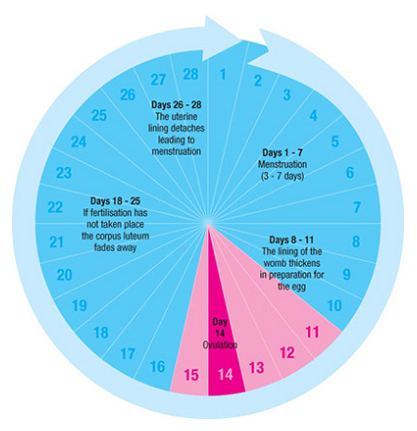 1
2
3
4
5
6
7
8
9
10
11
12
13
14
15
16
17
18
19
20
21
22
23
24
25
26
27
28
Days 1 - 7
Menstruation
(3 - 7 days)
Days 8 - 11
The lining of the
womb thickens
in preparation for
the egg
Day
14
Ovulation
Days 18 - 25
If fertilisation has
not taken place
the corpus luteum
fades away
Days 26 - 28
The uterine
lining detaches
leading to
menstruation